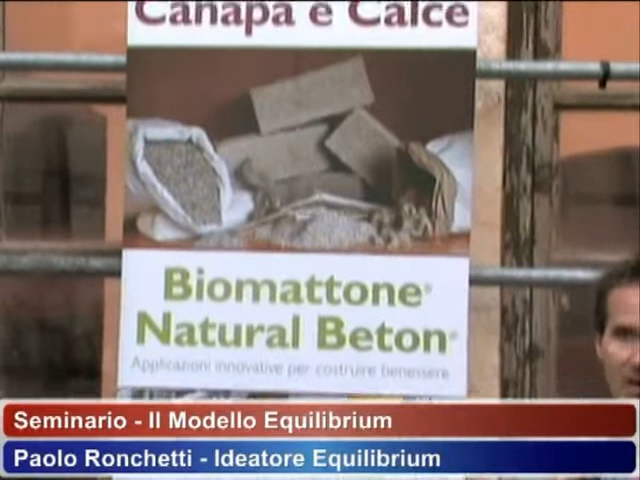 Canapa e Calce
Biomattone®
Natural Beton®
Applicazioni innovative per costruire benessere
Seminario - Il Modello Equilibrium
Paolo Ronchetti - Ideatore Equilibrium